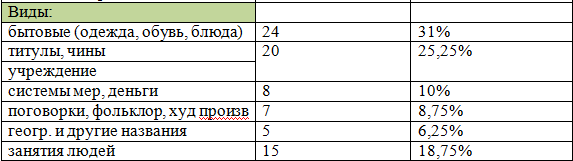 Виды:
бытовые (одежда, обувь, блюда) 24 31%
титулы, чины 20 25,25%
учреждение
системы мер, деньги 8 10%
поговорки, фольклор, худ произв 7 8,75%
геогр. и другие названия 5 6,25%
занятия людей 15 18,75%